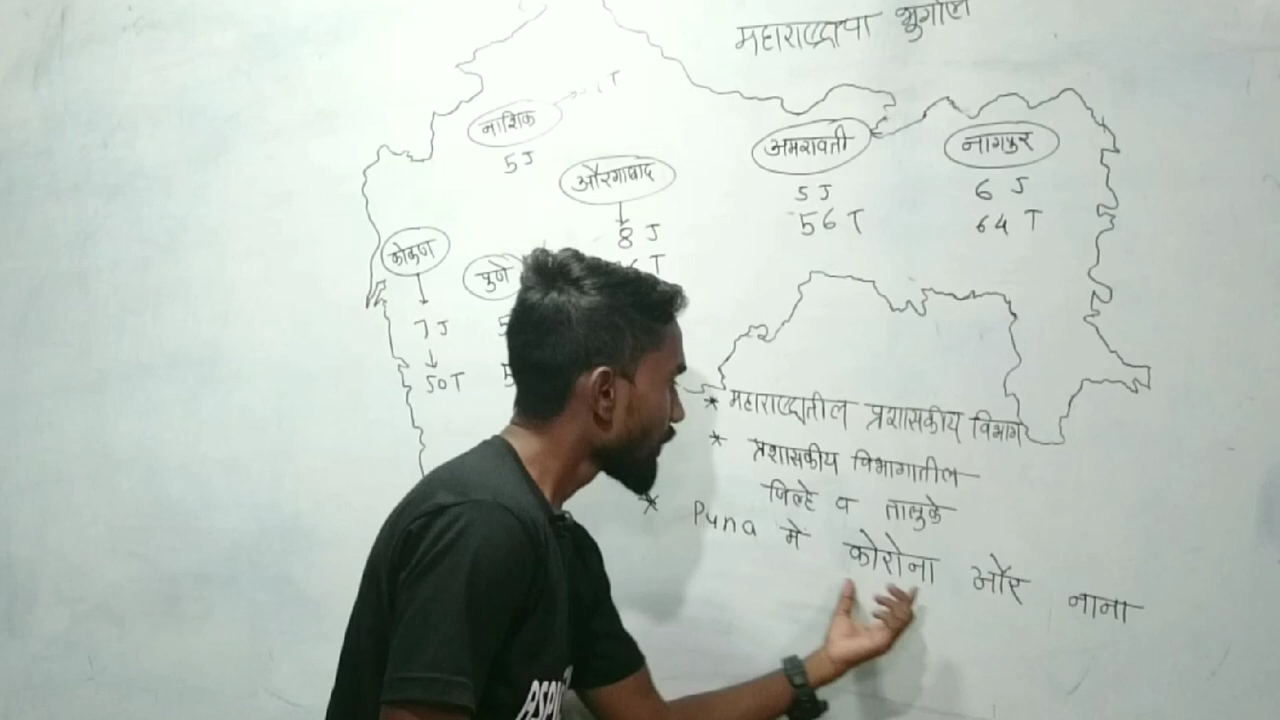 महाराष्ट्राचा भुगोल
नाशिक
5 J
औरंगाबाद
8 J
अमरावती
5 J
56 T
नागपुर
6 J
64 T
कोकण
7 J
50 T
पुणे
* महाराष्ट्रातील प्रशासकीय विभाग
* प्रशासकीय विभागातील
जिल्हे व तालुके
* Puna मे कोरोना और नाना